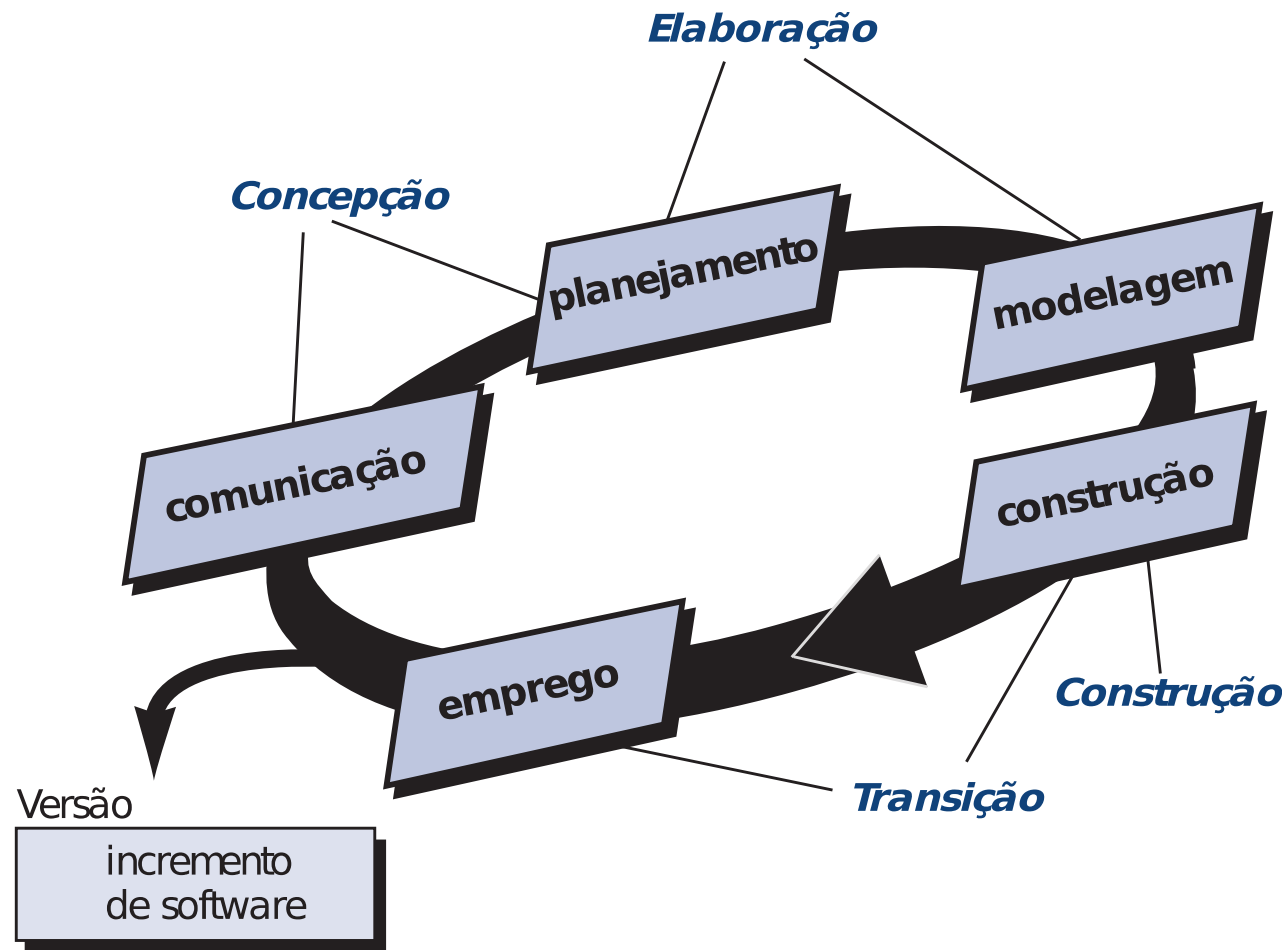 Elaboração
Concepção
planejamento
modelagem
comunicação
construção
emprego
Construção
Transição
Versão
incremento
de software